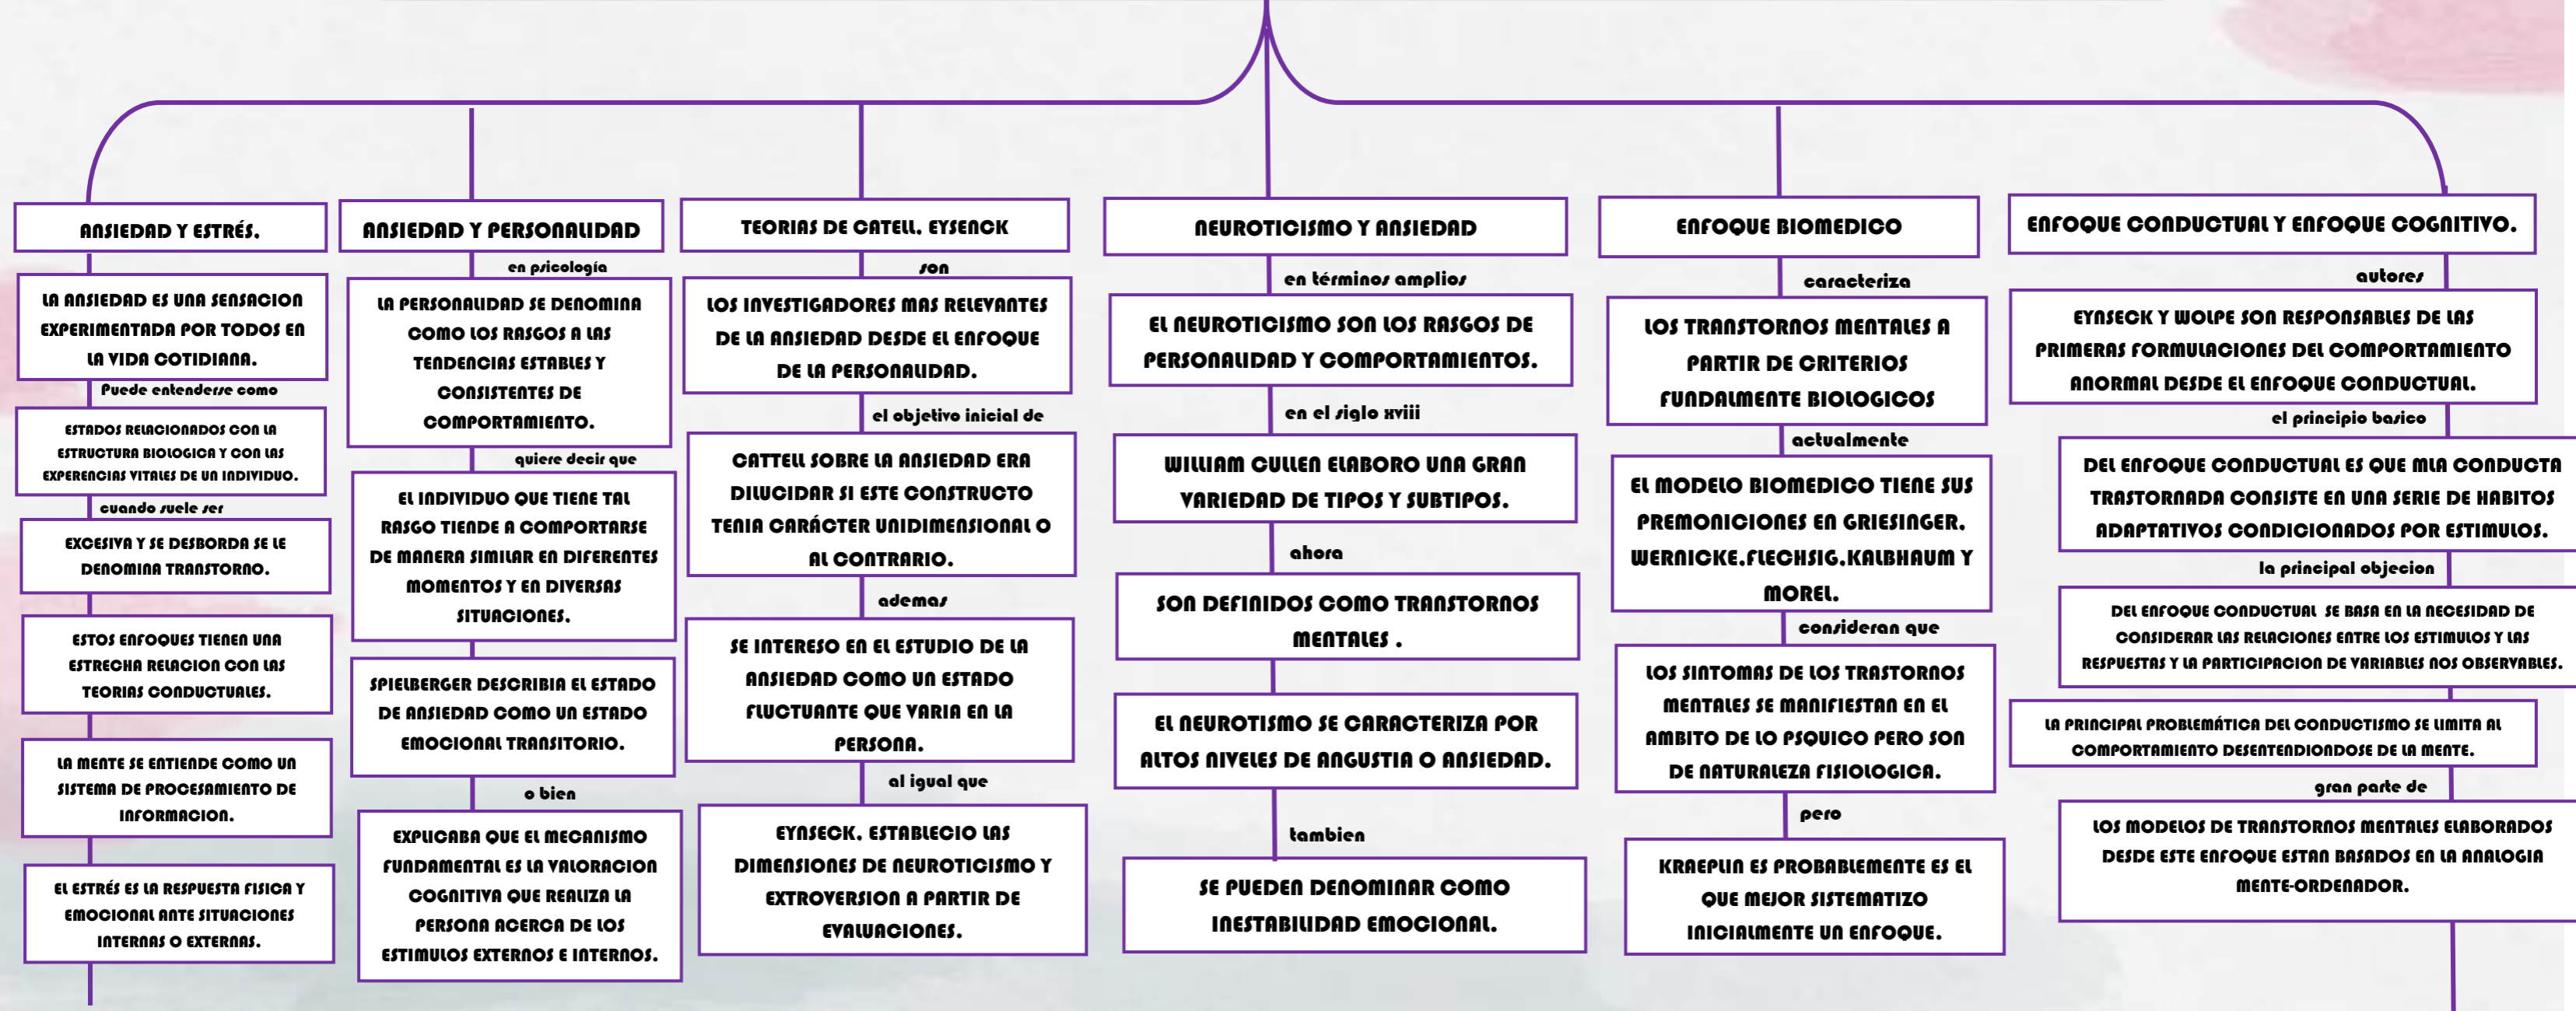 ANSIEDAD Y ESTRÉS.
LA ANSIEDAD ES UNA SENSACION
EXPERIMENTADA POR TODOS EN
LA VIDA COTIDIANA.
Puede entenderse como
ESTADOS RELACIONADOS CON LA
ESTRUCTURA BIOLOGICA Y CON LAS
EXPERENCIAS VITALES DE UN INDIVIDUO.
cuando suele ser
EXCESIVA Y SE DESBORDA SE LE
DENOMINA TRANSTORNO.
ESTOS ENFOQUES TIENEN UNA
ESTRECHA RELACION CON LAS
TEORIAS CONDUCTUALES.
LA MENTE SE ENTIENDE COMO UN
SISTEMA DE PROCESAMIENTO DE
INFORMACION.
EL ESTRÉS ES LA RESPUESTA FISICA Y
EMOCIONAL ANTE SITUACIONES
INTERNAS O EXTERNAS.
ANSIEDAD Y PERSONALIDAD
en psicología
LA PERSONALIDAD SE DENOMINA
COMO LOS RASGOS A LAS
TENDENCIAS ESTABLES Y
CONSISTENTES DE
COMPORTAMIENTO.
quiere decir que
EL INDIVIDUO QUE TIENE TAL
RASGO TIENDE A COMPORTARSE
DE MANERA SIMILAR EN DIFERENTES
MOMENTOS Y EN DIVERSAS
SITUACIONES.
SPIELBERGER DESCRIBIA EL ESTADO
DE ANSIEDAD COMO UN ESTADO
EMOCIONAL TRANSITORIO.
o bien
EXPLICABA QUE EL MECANISMO
FUNDAMENTAL ES LA VALORACION
COGNITIVA QUE REALIZA LA
PERSONA ACERCA DE LOS
ESTIMULOS EXTERNOS E INTERNOS.
TEORIAS DE CATELL, EYSENCK
son
LOS INVESTIGADORES MAS RELEVANTES
DE LA ANSIEDAD DESDE EL ENFOQUE
DE LA PERSONALIDAD.
el objetivo inicial de
CATTELL SOBRE LA ANSIEDAD ERA
DILUCIDAR SI ESTE CONSTRUCTO
TENIA CARÁCTER UNIDIMENSIONAL O
AL CONTRARIO.
ademas
SE INTERESO EN EL ESTUDIO DE LA
ANSIEDAD COMO UN ESTADO
FLUCTUANTE QUE VARIA EN LA
PERSONA.
al igual que
EYNSECK, ESTABLECIO LAS
DIMENSIONES DE NEUROTICISMO Y
EXTROVERSION A PARTIR DE
EVALUACIONES.
NEUROTICISMO Y ANSIEDAD
en términos amplios
EL NEUROTICISMO SON LOS RASGOS DE
PERSONALIDAD Y COMPORTAMIENTOS.
en el siglo xviii
WILLIAM CULLEN ELABORO UNA GRAN
VARIEDAD DE TIPOS Y SUBTIPOS.
ahora
SON DEFINIDOS COMO TRANSTORNOS
MENTALES .
EL NEUROTISMO SE CARACTERIZA POR
ALTOS NIVELES DE ANGUSTIA O ANSIEDAD.
tambien
SE PUEDEN DENOMINAR COMO
INESTABILIDAD EMOCIONAL.
ENFOQUE BIOMEDICO
caracteriza
LOS TRANSTORNOS MENTALES A
PARTIR DE CRITERIOS
FUNDALMENTE BIOLOGICOS
actualmente
EL MODELO BIOMEDICO TIENE SUS
PREMONICIONES EN GRIESINGER,
WERNICKE,FLECHSIG,KALBHAUM Y
MOREL.
consideran que
LOS SINTOMAS DE LOS TRASTORNOS
MENTALES SE MANIFIESTAN EN EL
AMBITO DE LO PSQUICO PERO SON
DE NATURALEZA FISIOLOGICA.
pero
KRAEPLIN ES PROBABLEMENTE ES EL
QUE MEJOR SISTEMATIZO
INICIALMENTE UN ENFOQUE.
ENFOQUE CONDUCTUAL Y ENFOQUE COGNITIVO.
autores
EYNSECK Y WOLPE SON RESPONSABLES DE LAS
PRIMERAS FORMULACIONES DEL COMPORTAMIENTO
ANORMAL DESDE EL ENFOQUE CONDUCTUAL.
el principio basico
DEL ENFOQUE CONDUCTUAL ES QUE MLA CONDUCTA
TRASTORNADA CONSISTE EN UNA SERIE DE HABITOS
ADAPTATIVOS CONDICIONADOS POR ESTIMULOS.
la principal objecion
DEL ENFOQUE CONDUCTUAL SE BASA EN LA NECESIDAD DE
CONSIDERAR LAS RELACIONES ENTRE LOS ESTIMULOS Y LAS
RESPUESTAS Y LA PARTICIPACION DE VARIABLES NOS OBSERVABLES.
LA PRINCIPAL PROBLEMÁTICA DEL CONDUCTISMO SE LIMITA AL
COMPORTAMIENTO DESENTENDIONDOSE DE LA MENTE.
gran parte de
LOS MODELOS DE TRANSTORNOS MENTALES ELABORADOS
DESDE ESTE ENFOQUE ESTAN BASADOS EN LA ANALOGIA
MENTE-ORDENADOR.